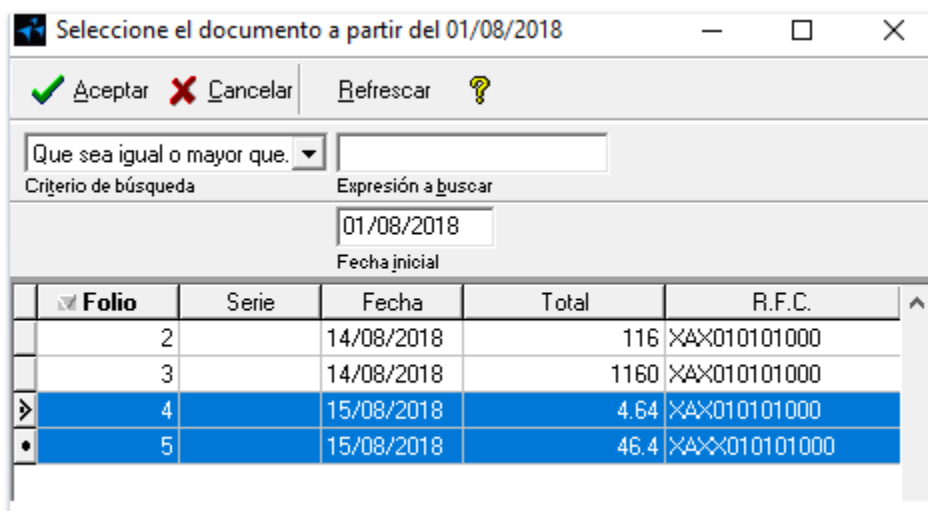 Seleccione el documento a partir del 01/08/2018
Aceptar Cancelar Refrescar ?
Que sea igual o mayor que.
Criterio de búsqueda Expresión a buscar
01/08/2018
Fecha inicial
Folio Serie Fecha Total R.F.C.
2 14/08/2018 116 XAX010101000
3 14/08/2018 1160 XAX010101000
4 15/08/2018 4.64 XAX010101000
5 15/08/2018 46.4 XAXX010101000